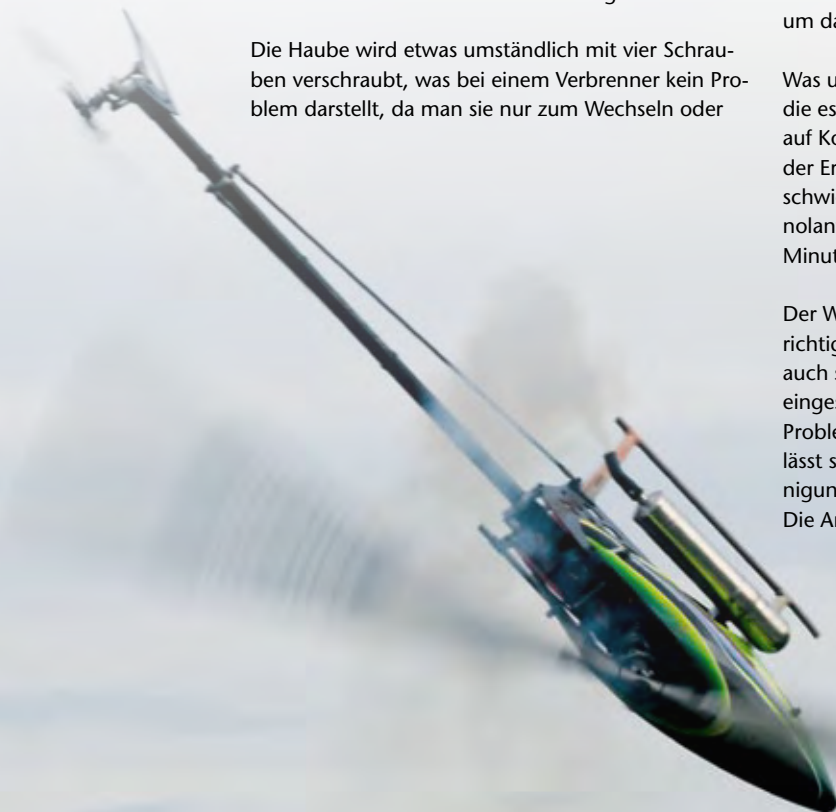 Die Haube wird etwas umständlich mit vier Schrau-
ben verschraubt, was bei einem Verbrenner kein Pro-
blem darstellt, da man sie nur zum Wechseln oder
um da
Was u
die es
auf Ko
der Er
schwi
nolan
Minut
Der W
richtig
auch s
einge
Proble
lässt s
nigun
Die Ar